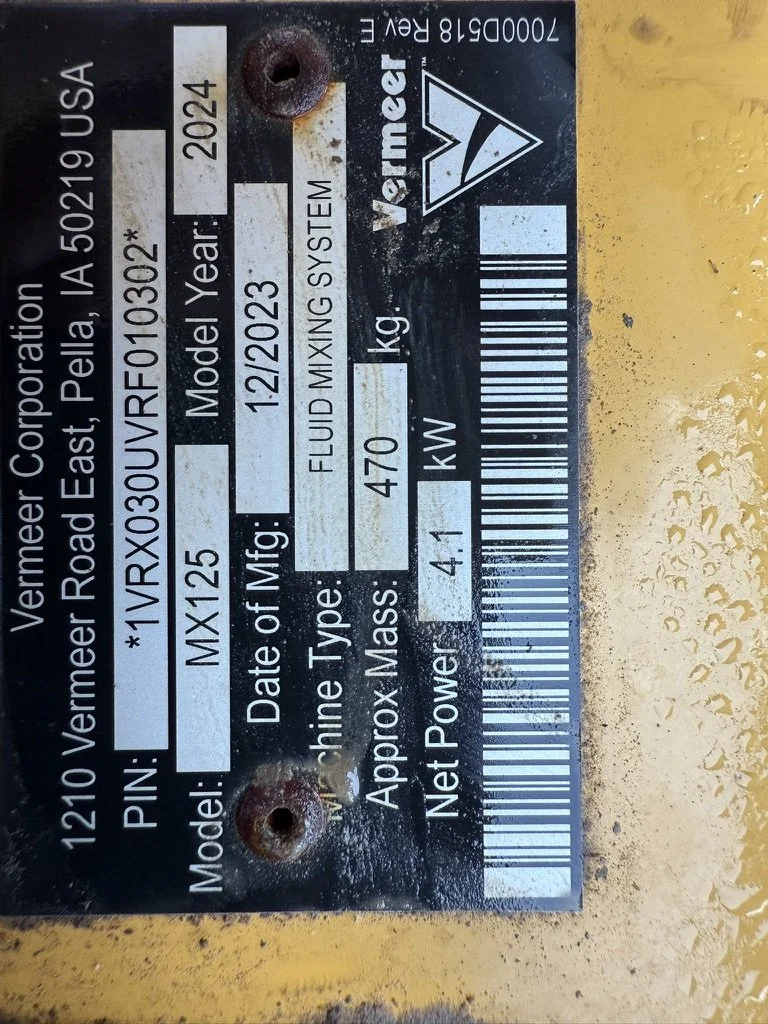 Vermeer Corporation
1210 Vermeer Road East, Pella, IA 50219 USA
PIN: *1VRX030UVRF010302*
Model: MX125 Model Year: 2024
Date of Mfg: 12/2023
Machine Type: FLUID MIXING SYSTEM
Approx Mass: 470 kg.
Net Power 4.1 kW
Vermeer™
7000D518 Rev E